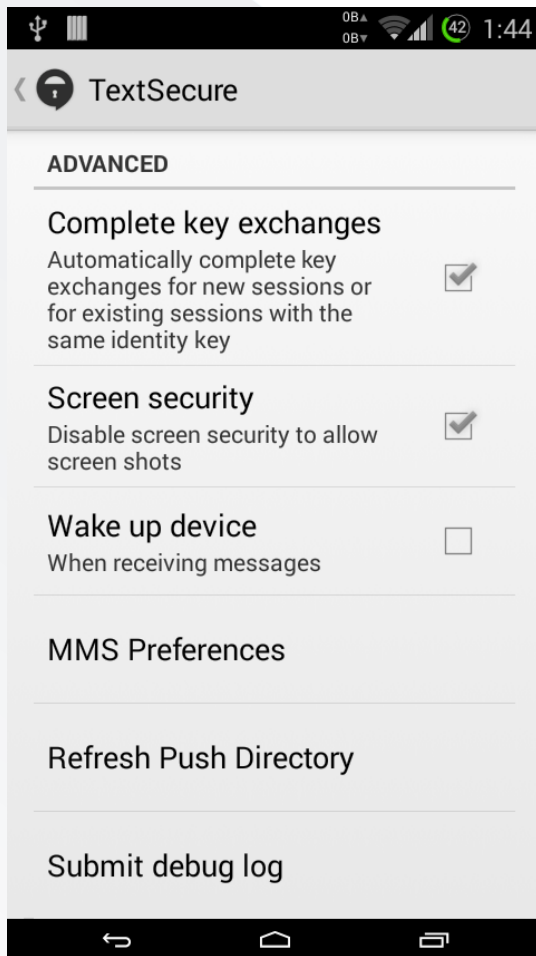 0B▲
0B▼
42 1:44
TextSecure
ADVANCED
Complete key exchanges
Automatically complete key
exchanges for new sessions or
for existing sessions with the
same identity key
Screen security
Disable screen security to allow
screen shots
Wake up device
When receiving messages
MMS Preferences
Refresh Push Directory
Submit debug log